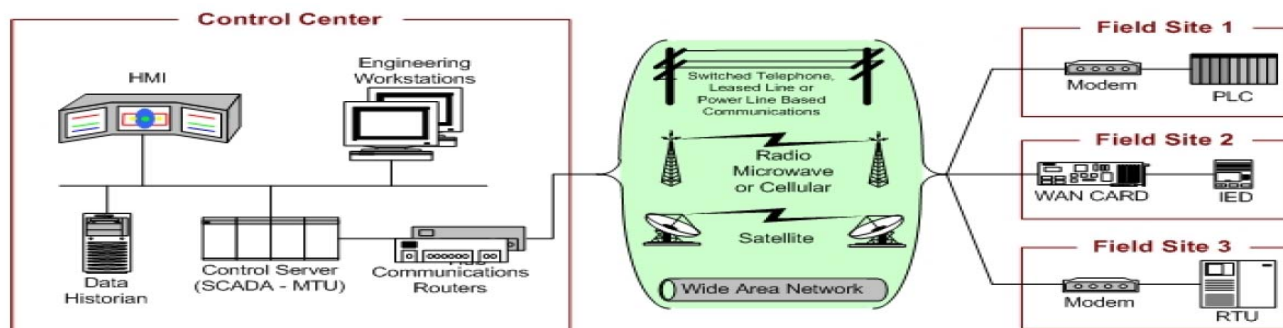 Control Center
HMI
Engineering
Workstations
Data
Historian
Control Server
(SCADA - MTU)
Communications
Routers
Switched Telephone,
Leased Line or
Power Line Based
Communications
Radio
Microwave
or Cellular
Satellite
Wide Area Network
Field Site 1
Modem
PLC
Field Site 2
WAN CARD
IED
Field Site 3
Modem
RTU